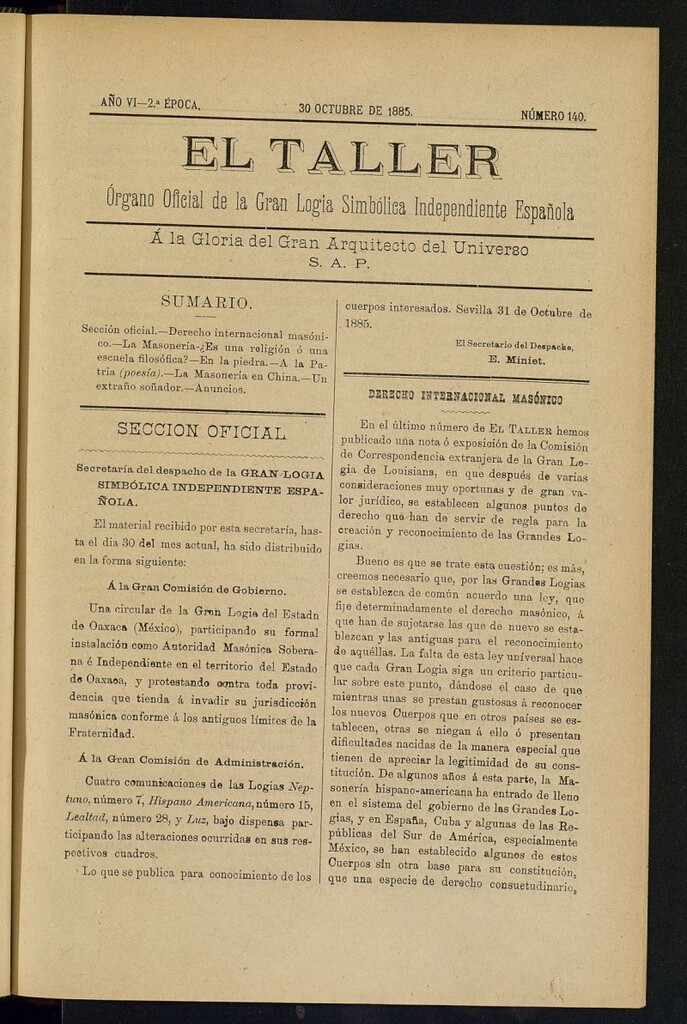 AÑO VI—2.ª ÉPOCA.
30 OCTUBRE DE 1885.
NÚMERO 140.
EL TALLER
Órgano Oficial de la Gran Logia Simbólica Independiente Española
Á la Gloria del Gran Arquitecto del Universo
S. A. P.
SUMARIO.
Sección oficial.—Derecho internacional masóni-
co.—La Masonería-¿Es una religión ó una
escuela filosófica?—En la piedra.—A la Pa-
tria (poesía).—La Masonería en China.—Un
extraño soñador.—Anuncios.
SECCION OFICIAL
Secretaría del despacho de la GRAN LOGIA
SIMBÓLICA INDEPENDIENTE ESPA-
ÑOLA.
El material recibido por esta secretaría, has-
ta el dia 30 del mes actual, ha sido distribuido
en la forma siguiente:
Á la Gran Comisión de Gobierno.
Una circular de la Gran Logia del Estado
de Oaxaca (México), participando su formal
instalación como Autoridad Masónica Sobera-
na é Independiente en el territorio del Estado
de Oaxaca, y protestando contra toda provi-
dencia que tienda á invadir su jurisdicción
masónica conforme á los antiguos límites de la
Fraternidad.
Á la Gran Comisión de Administración.
Cuatro comunicaciones de las Logias Nep-
tuno, número 7, Hispano Americana, número 15,
Lealtad, número 28, y Luz, bajo dispensa par-
ticipando las alteraciones ocurridas en sus res-
pectivos cuadros.
Lo que se publica para conocimiento de los
cuerpos interesados. Sevilla 31 de Octubre de
1885.
El Secretario del Despacho,
E. Miniet.
DERECHO INTERNACIONAL MASÓNICO
En el último número de EL TALLER hemos
publicado una nota ó exposición de la Comisión
de Correspondencia extranjera de la Gran Lo-
gia de Louisiana, en que después de varias
consideraciones muy oportunas y de gran va-
lor jurídico, se establecen algunos puntos de
derecho que han de servir de regla para la
creación y reconocimiento de las Grandes Lo-
gias.
Bueno es que se trate esta cuestión; es más,
creemos necesario que, por las Grandes Logias
se establezca de común acuerdo una ley, que
fije determinadamente el derecho masónico, á
que han de sujetarse las que de nuevo se esta-
blezcan y las antiguas para el reconocimiento
de aquéllas. La falta de esta ley universal hace
que cada Gran Logia siga un criterio particu-
lar sobre este punto, dándose el caso de que
mientras unas se prestan gustosas á reconocer
los nuevos Cuerpos que en otros países se es-
tablecen, otras se niegan á ello ó presentan
dificultades nacidas de la manera especial que
tienen de apreciar la legitimidad de su cons-
titución. De algunos años á esta parte, la Ma-
sonería hispano-americana ha entrado de lleno
en el sistema del gobierno de las Grandes Lo-
gias, y en España, Cuba y algunas de las Re-
públicas del Sur de América, especialmente
México, se han establecido algunos de estos
Cuerpos sin otra base para su constitución,
que una especie de derecho consuetudinario,